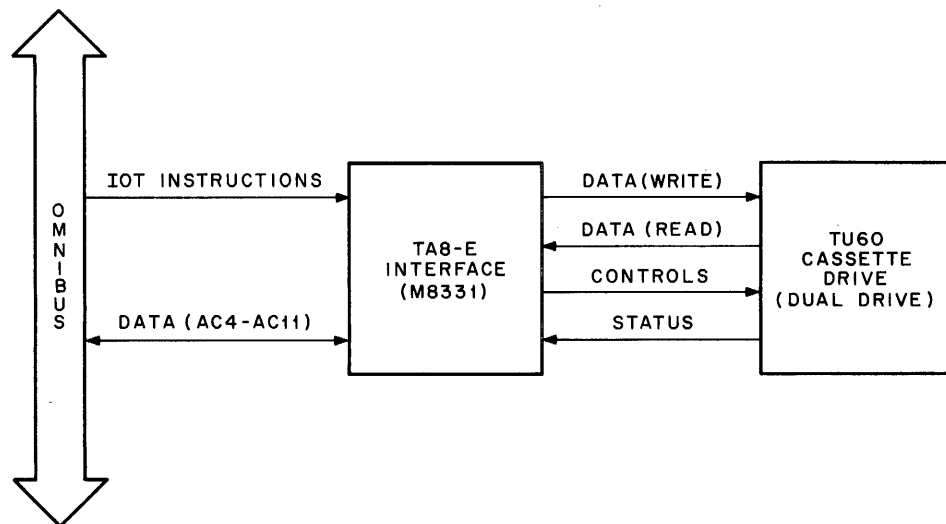 OMNIBUS
IOT INSTRUCTIONS
DATA (AC4-AC11)
TA8-E
INTERFACE
(M8331)
DATA (WRITE)
DATA (READ)
CONTROLS
STATUS
TU60
CASSETTE
DRIVE
(DUAL DRIVE)